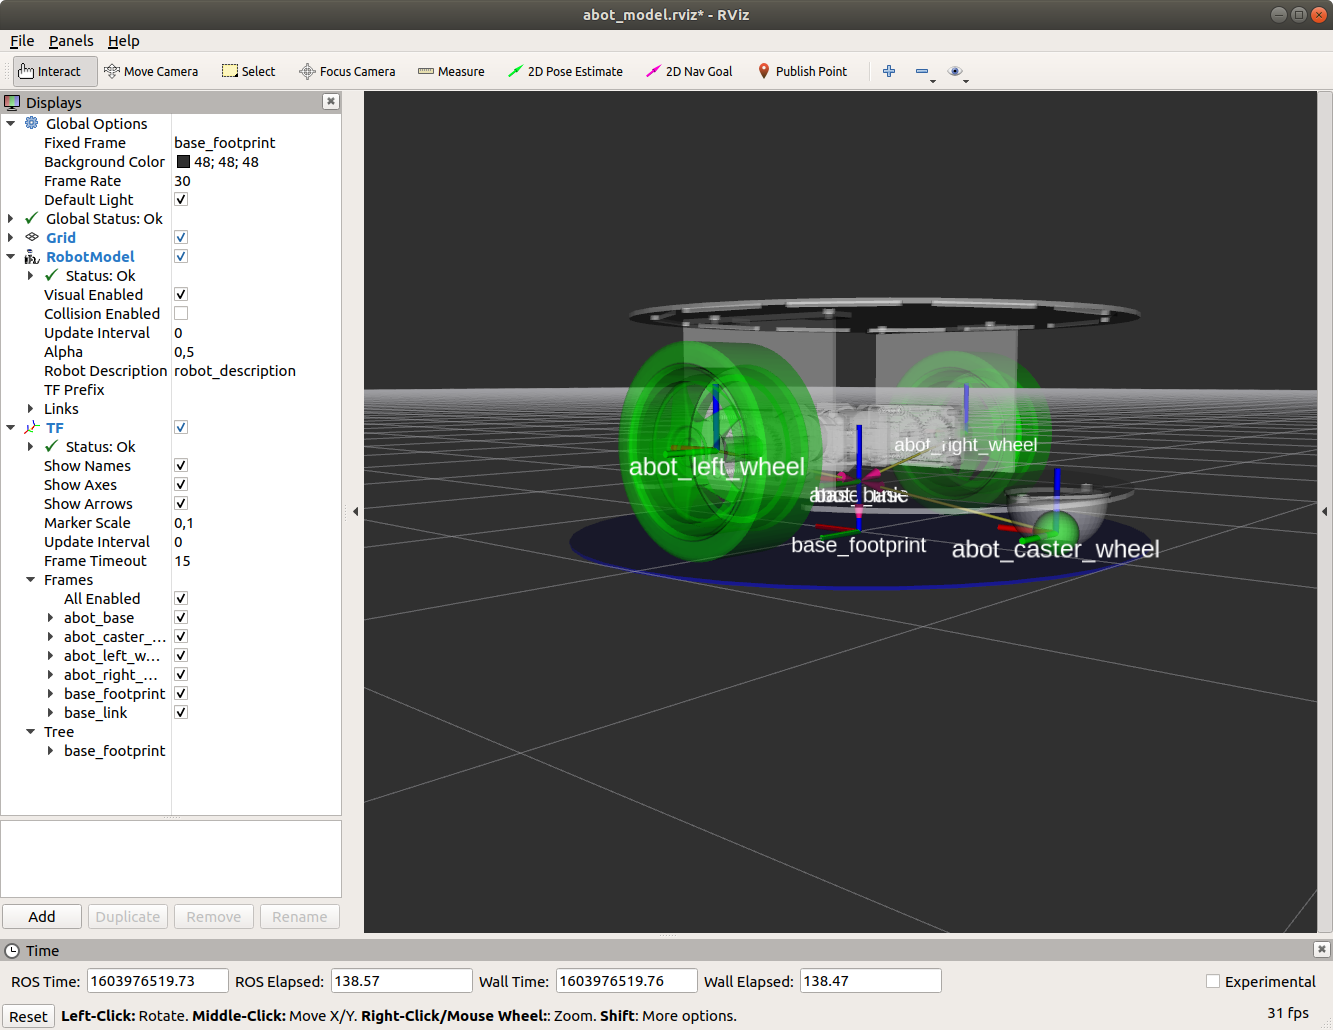 abot_model.rviz* - RViz
File Panels Help
Interact Move Camera Select Focus Camera Measure 2D Pose Estimate 2D Nav Goal Publish Point
Displays
Global Options
Fixed Frame base_footprint
Background Color 48; 48; 48
Frame Rate 30
Default Light
Global Status: Ok
Grid
RobotModel
Status: Ok
Visual Enabled
Collision Enabled
Update Interval 0
Alpha 0,5
Robot Description robot_description
TF Prefix
Links
TF
Status: Ok
Show Names
Show Axes
Show Arrows
Marker Scale 0,1
Update Interval 0
Frame Timeout 15
Frames
All Enabled
abot_base
abot_caster_...
abot_left_w...
abot_right_...
base_footprint
base_link
Tree
base_footprint
abot_right_wheel
abot_left_wheel
base_footprint
abot_caster_wheel
Add Duplicate Remove Rename
Time
ROS Time: 1603976519.73 ROS Elapsed: 138.57 Wall Time: 1603976519.76 Wall Elapsed: 138.47 Experimental
Reset Left-Click: Rotate. Middle-Click: Move X/Y. Right-Click/Mouse Wheel:: Zoom. Shift: More options. 31 fps